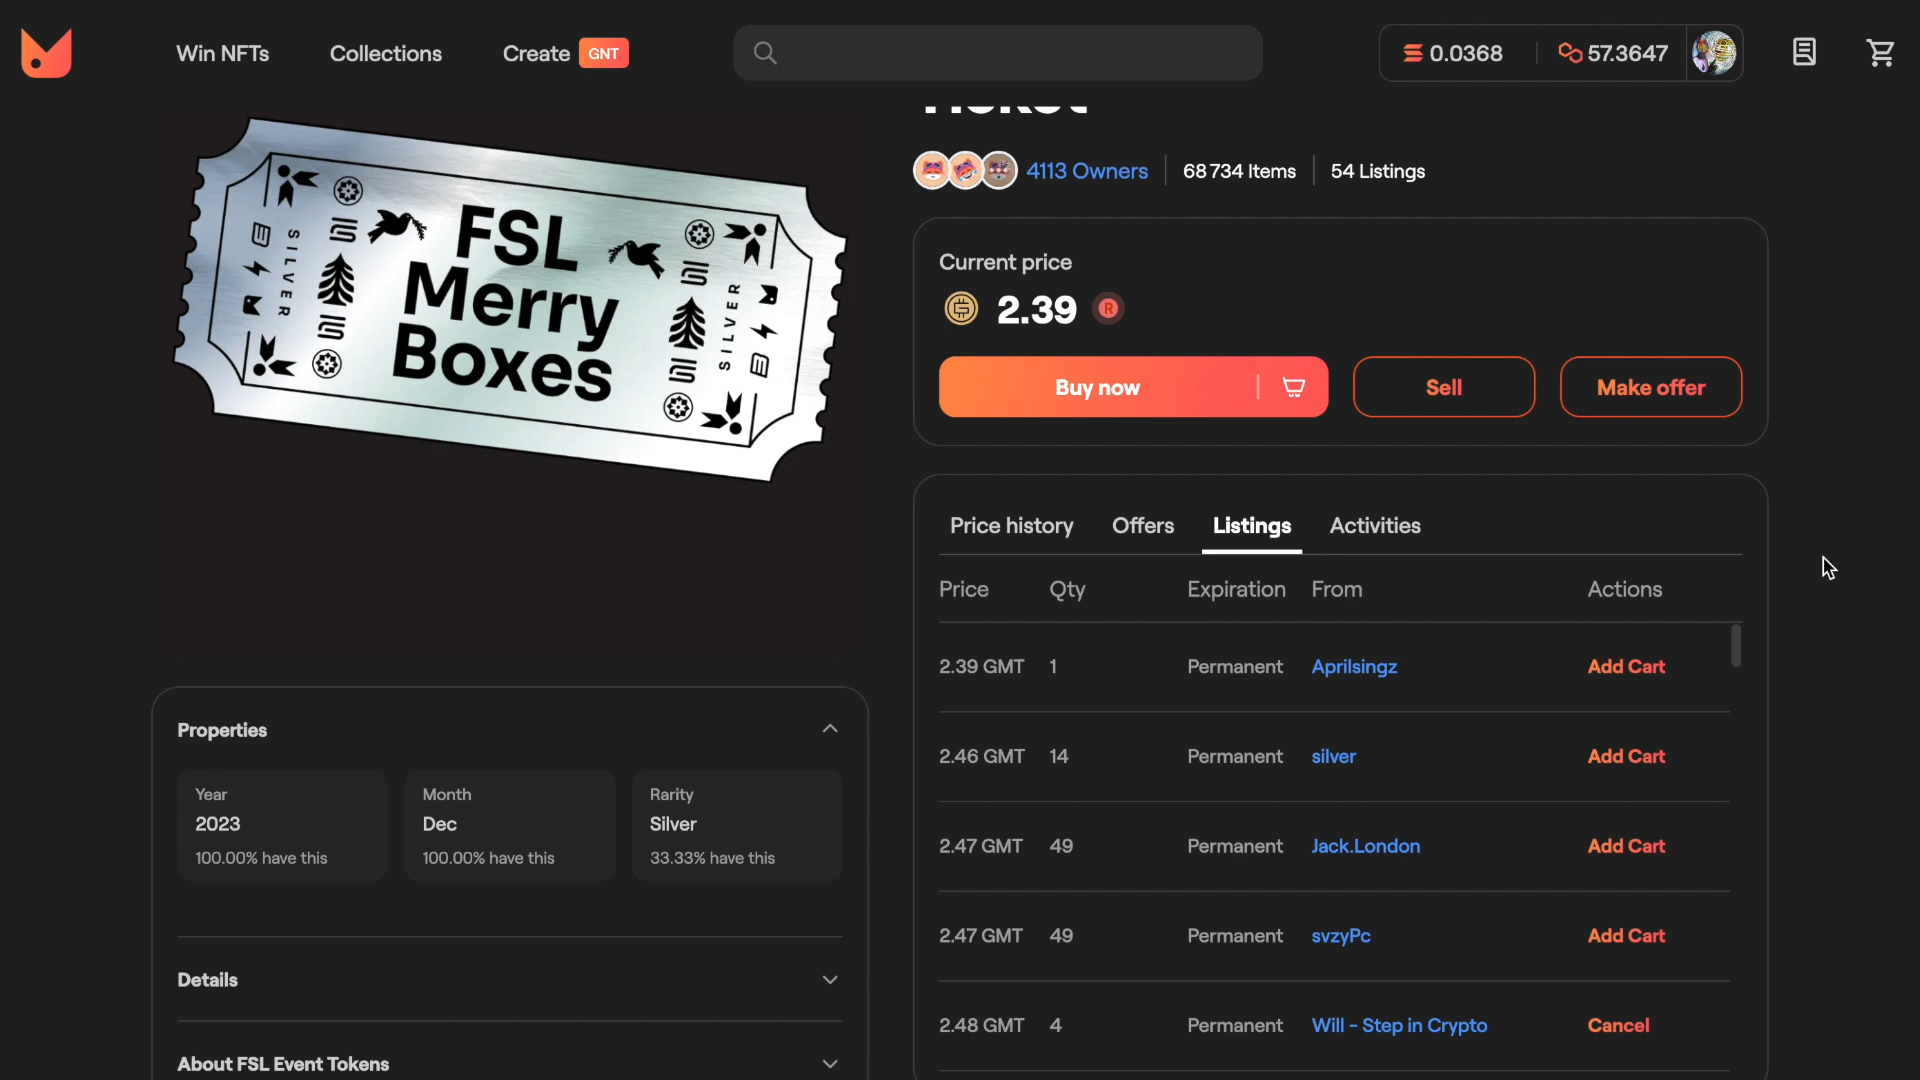 Win NFTs
Collections
Create GNT
0.0368
57.3647
Ticket
4113 Owners
68 734 Items
54 Listings
FSL
Merry
Boxes
SILVER
SILVER
Current price
2.39 R
Buy now
Sell
Make offer
Price history
Offers
Listings
Activities
Price Qty Expiration From Actions
2.39 GMT 1 Permanent Aprilsingz Add Cart
2.46 GMT 14 Permanent silver Add Cart
2.47 GMT 49 Permanent Jack.London Add Cart
2.47 GMT 49 Permanent svzyPc Add Cart
2.48 GMT 4 Permanent Will - Step in Crypto Cancel
Properties
Year
2023
100.00% have this
Month
Dec
100.00% have this
Rarity
Silver
33.33% have this
Details
About FSL Event Tokens